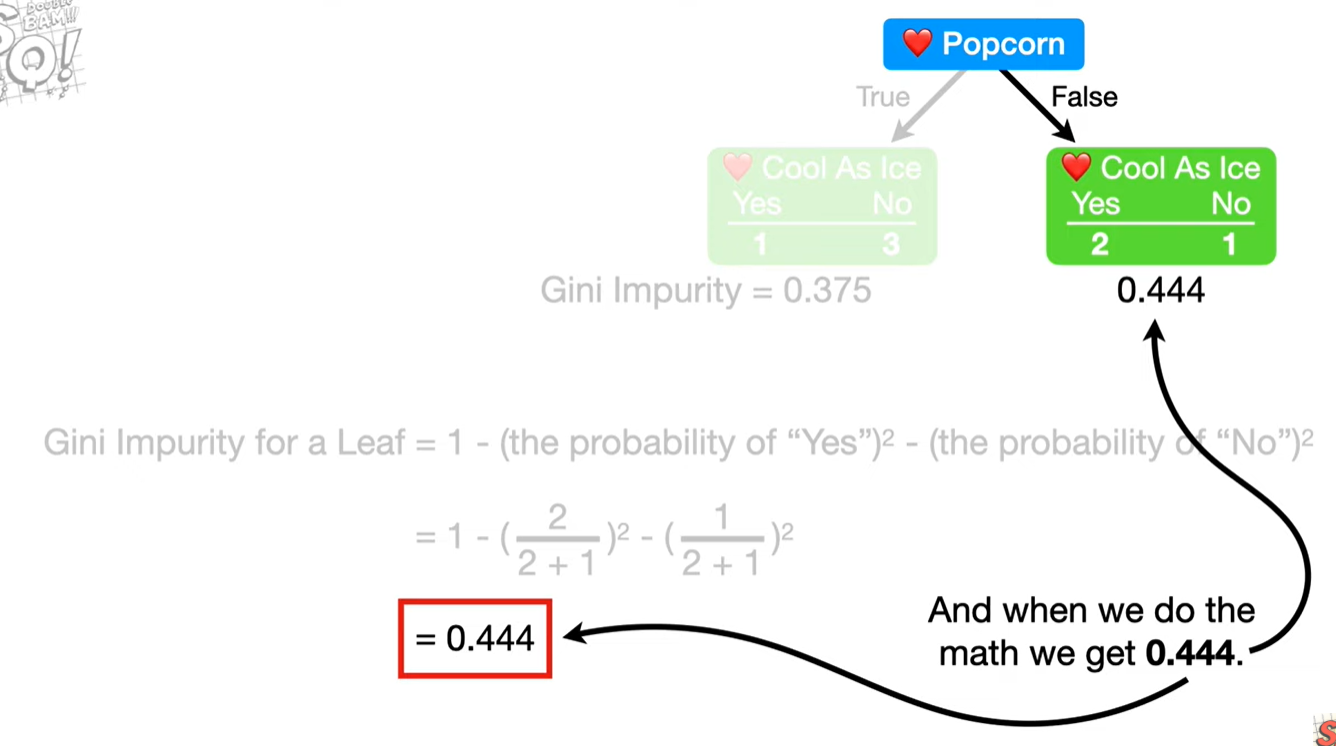 DOUBLE
BAM!!!
❤️ Popcorn
True
False
❤️ Cool As Ice
Yes No
1 3
❤️ Cool As Ice
Yes No
2 1
Gini Impurity = 0.375
0.444
Gini Impurity for a Leaf = 1 - (the probability of “Yes”)² - (the probability of “No”)²
= 1 - (2/(2 + 1))² - (1/(2 + 1))²
= 0.444
And when we do the
math we get 0.444.